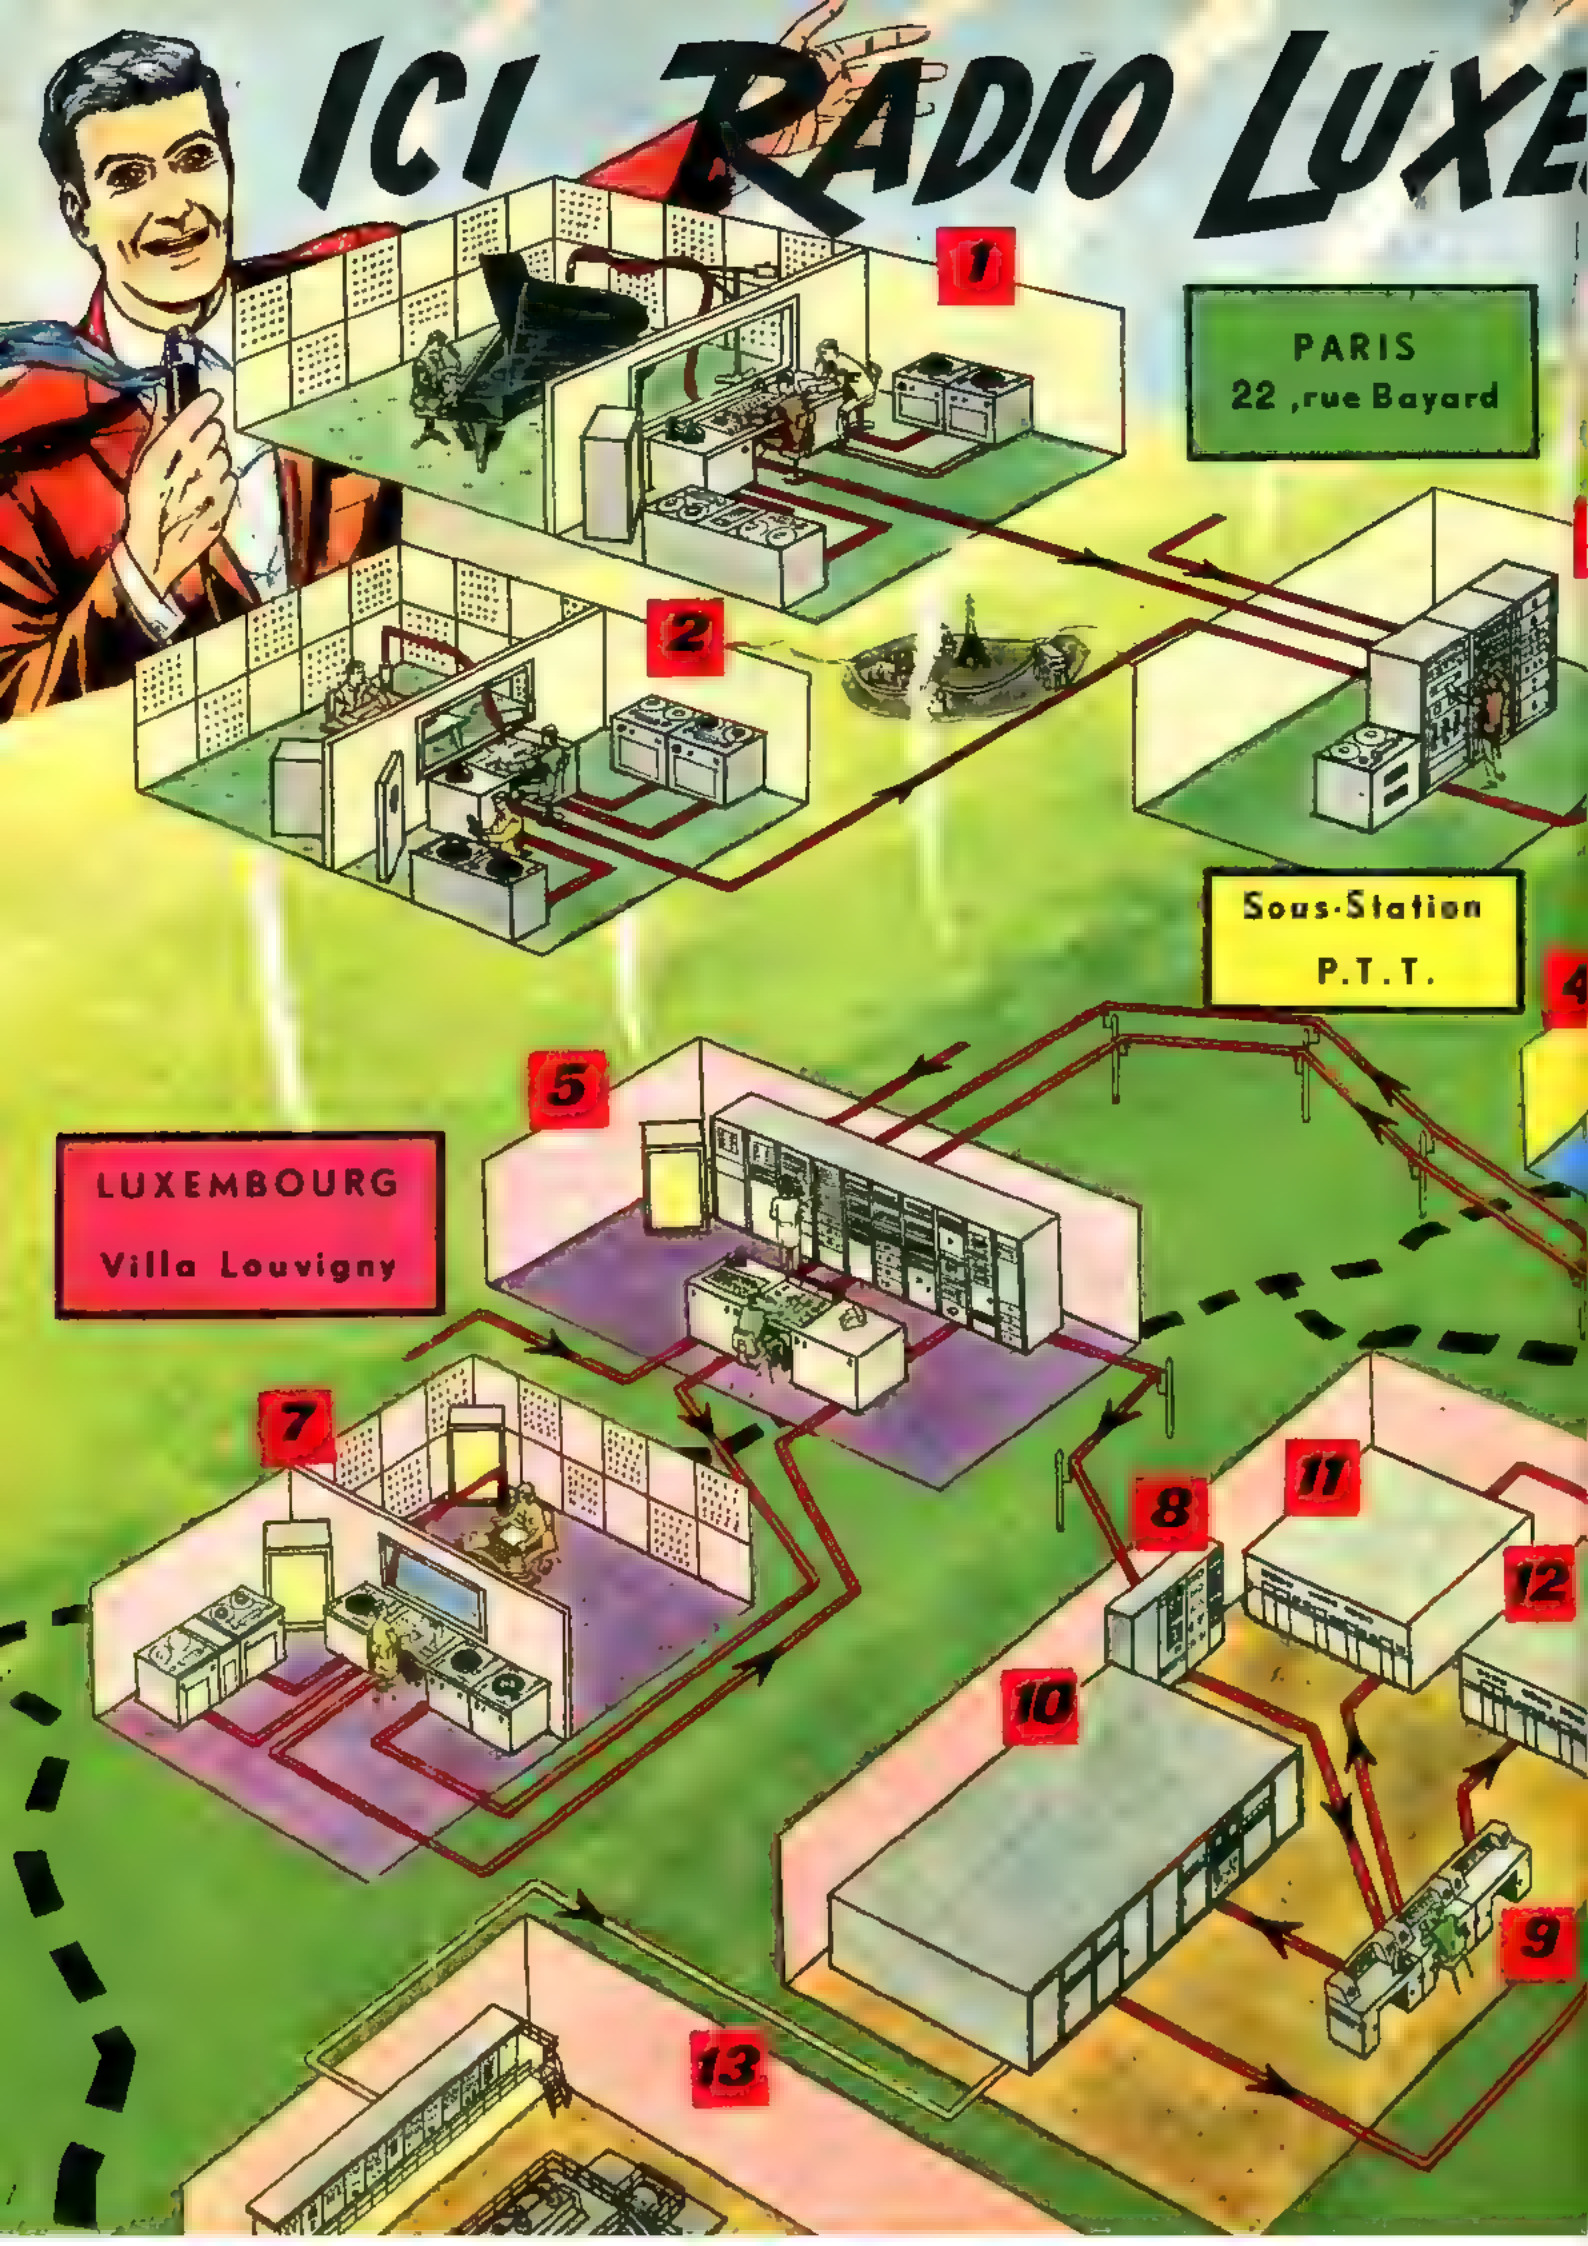 ICI RADIO LUXE
1
PARIS
22 ,rue Bayard
2
Sous-Station
P.T.T.
4
5
LUXEMBOURG
Villa Louvigny
7
11
8
12
10
9
13